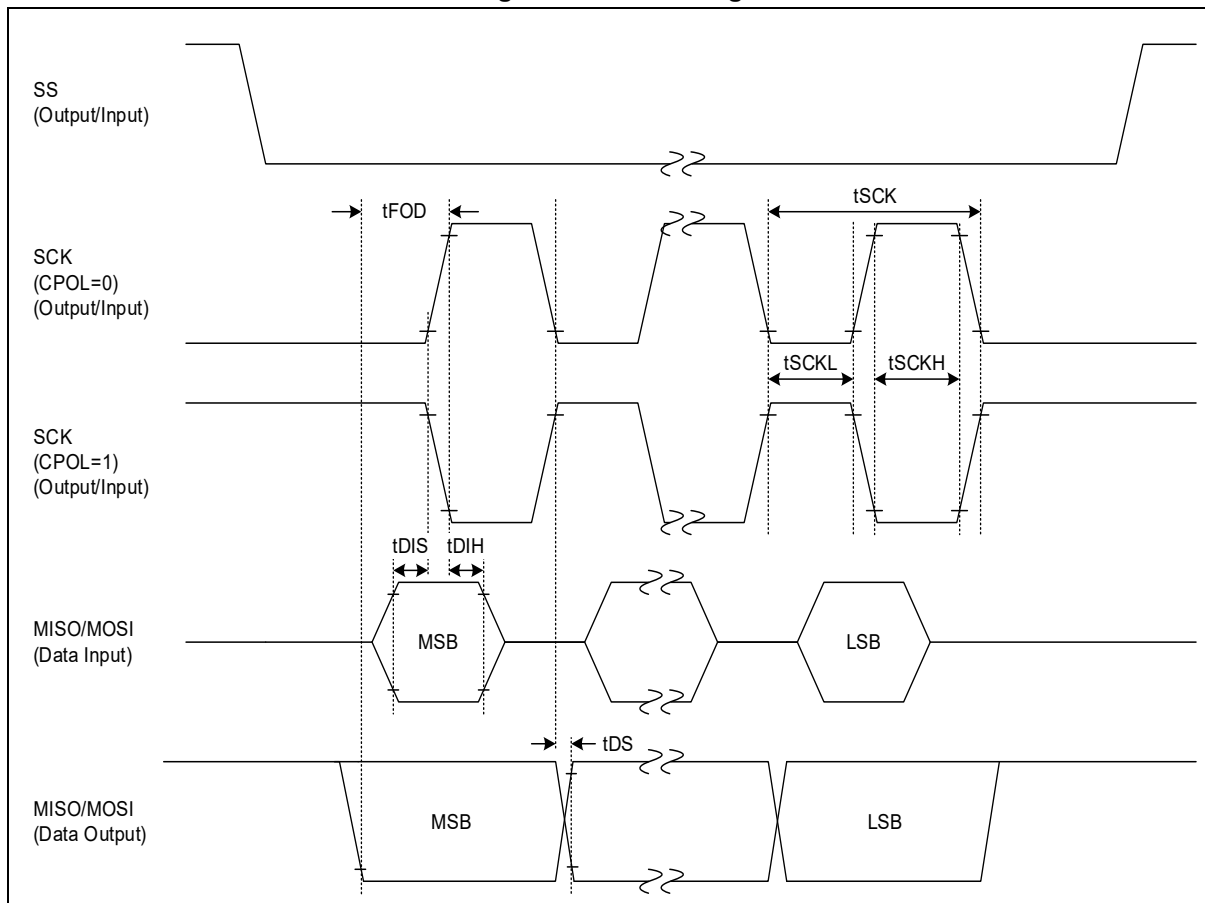 SS
(Output/Input)
tFOD
tSCK
SCK
(CPOL=0)
(Output/Input)
tSCKL
tSCKH
SCK
(CPOL=1)
(Output/Input)
tDIS
tDIH
MISO/MOSI
(Data Input)
MSB
LSB
tDS
MISO/MOSI
(Data Output)
MSB
LSB